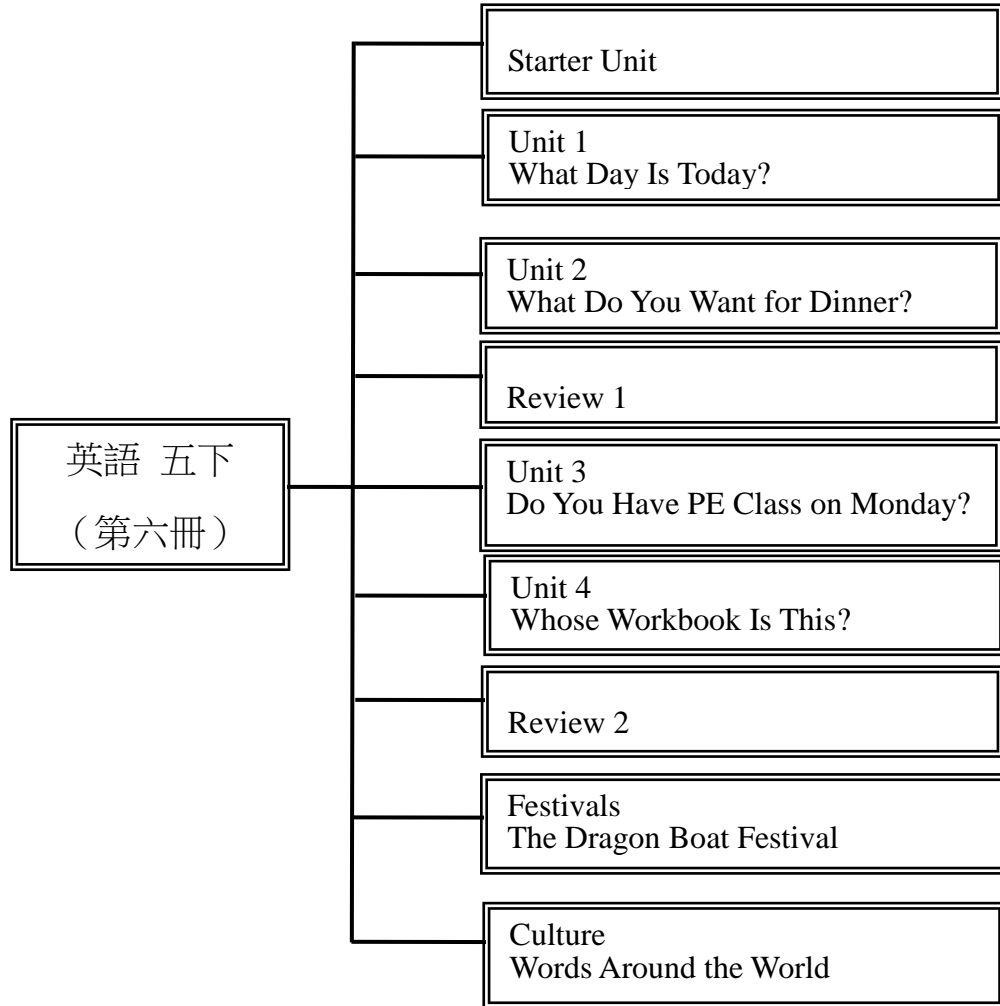 英語 五下
（第六冊）
Starter Unit
Unit 1
What Day Is Today?
Unit 2
What Do You Want for Dinner?
Review 1
Unit 3
Do You Have PE Class on Monday?
Unit 4
Whose Workbook Is This?
Review 2
Festivals
The Dragon Boat Festival
Culture
Words Around the World